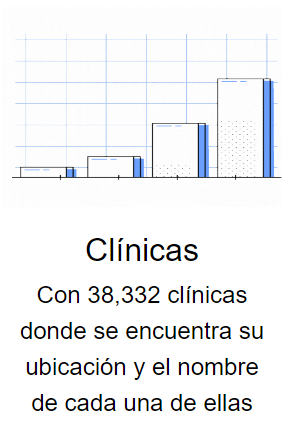 Clínicas
Con 38,332 clínicas
donde se encuentra su
ubicación y el nombre
de cada una de ellas